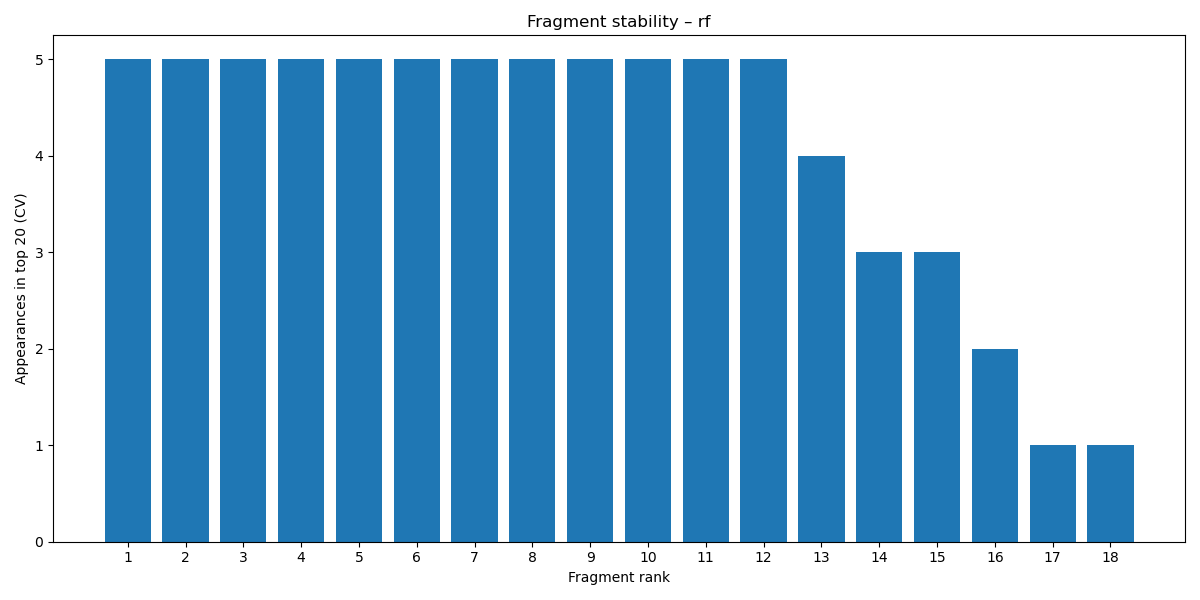 Fragment stability – rf
Appearances in top 20 (CV)
5
4
3
2
1
0
1 2 3 4 5 6 7 8 9 10 11 12 13 14 15 16 17 18
Fragment rank